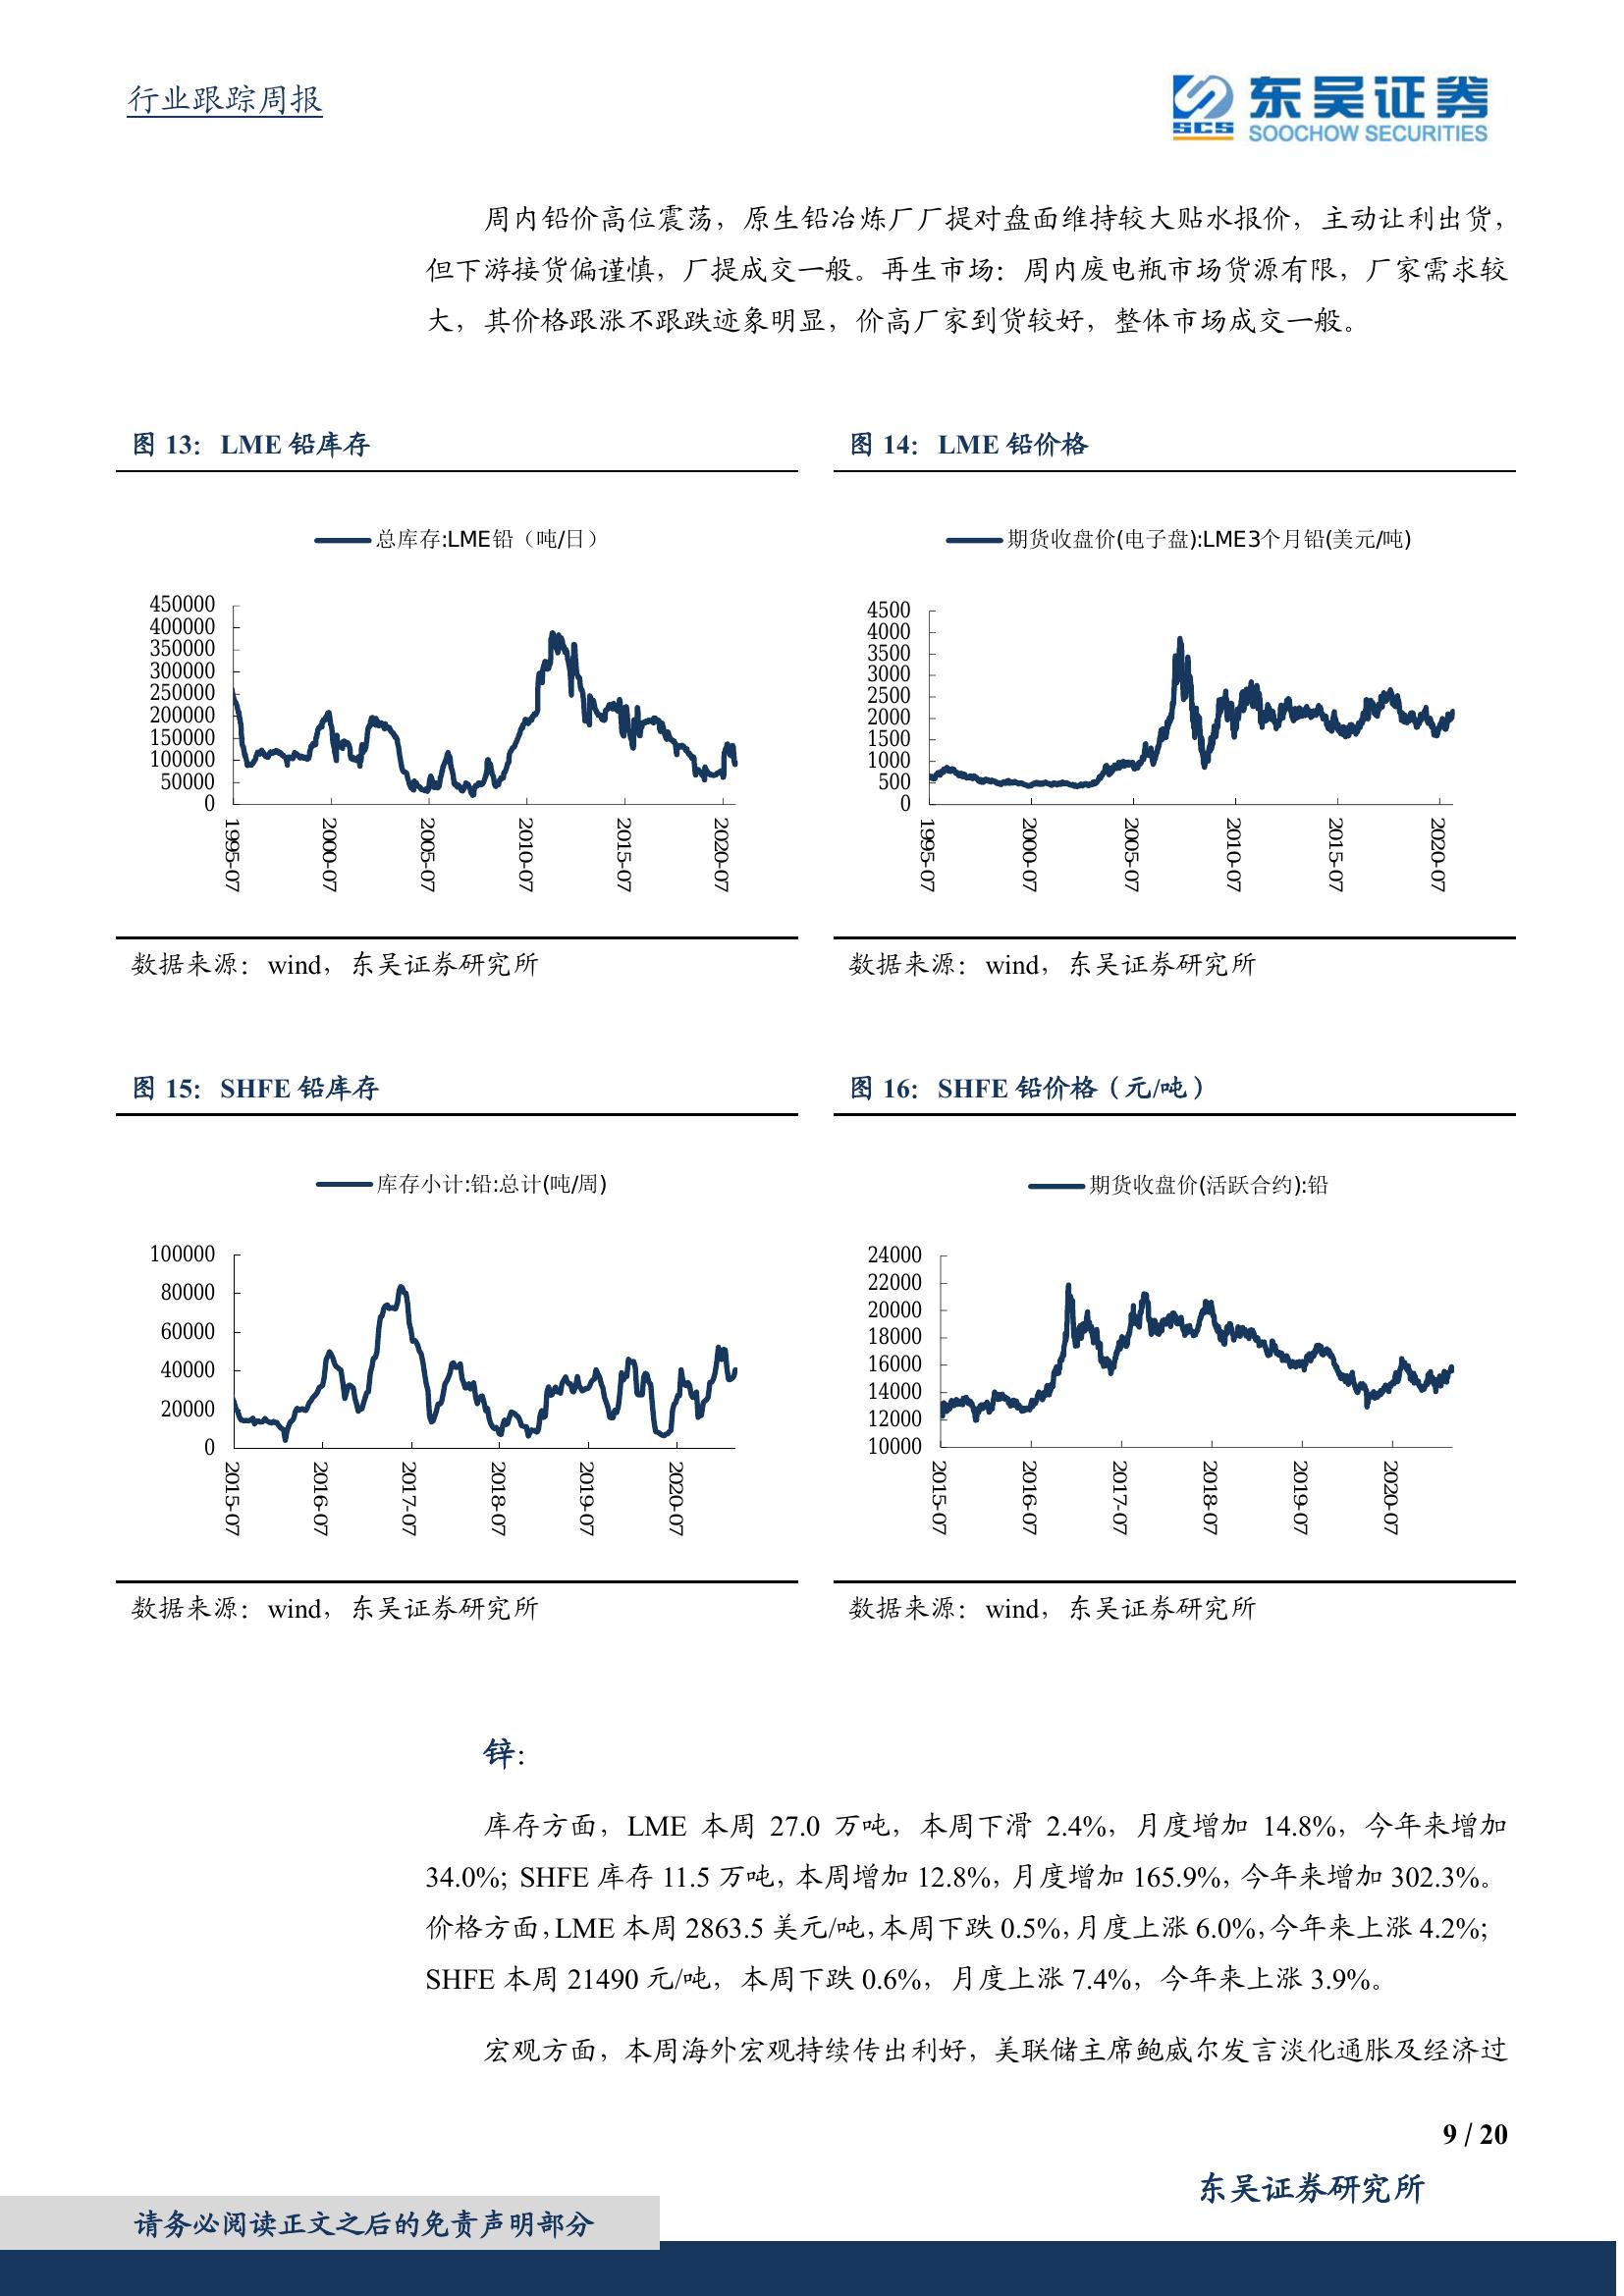 行业跟踪周报
东吴证券
SCS
SOOCHOW SECURITIES
周内铅价高位震荡，原生铅冶炼厂厂提对盘面维持较大贴水报价，主动让利出货，
但下游接货偏谨慎，厂提成交一般。再生市场：周内废电瓶市场货源有限，厂家需求较
大，其价格跟涨不跟跌迹象明显，价高厂家到货较好，整体市场成交一般。
图 13： LME 铅库存
总库存:LME铅（吨/日）
450000
400000
350000
300000
250000
200000
150000
100000
50000
0
1995-07
2000-07
2005-07
2010-07
2015-07
2020-07
数据来源：wind，东吴证券研究所
图 14： LME 铅价格
期货收盘价(电子盘):LME3个月铅(美元/吨)
4500
4000
3500
3000
2500
2000
1500
1000
500
0
1995-07
2000-07
2005-07
2010-07
2015-07
2020-07
数据来源：wind，东吴证券研究所
图 15： SHFE 铅库存
库存小计:铅:总计(吨/周)
100000
80000
60000
40000
20000
0
2015-07
2016-07
2017-07
2018-07
2019-07
2020-07
数据来源：wind，东吴证券研究所
图 16： SHFE 铅价格（元/吨）
期货收盘价(活跃合约):铅
24000
22000
20000
18000
16000
14000
12000
10000
2015-07
2016-07
2017-07
2018-07
2019-07
2020-07
数据来源：wind，东吴证券研究所
锌：
库存方面，LME 本周 27.0 万吨，本周下滑 2.4%，月度增加 14.8%，今年来增加
34.0%；SHFE 库存 11.5 万吨，本周增加 12.8%，月度增加 165.9%，今年来增加 302.3%。
价格方面，LME 本周 2863.5 美元/吨，本周下跌 0.5%，月度上涨 6.0%，今年来上涨 4.2%；
SHFE 本周 21490 元/吨，本周下跌 0.6%，月度上涨 7.4%，今年来上涨 3.9%。
宏观方面，本周海外宏观持续传出利好，美联储主席鲍威尔发言淡化通胀及经济过
9 / 20
东吴证券研究所
请务必阅读正文之后的免责声明部分